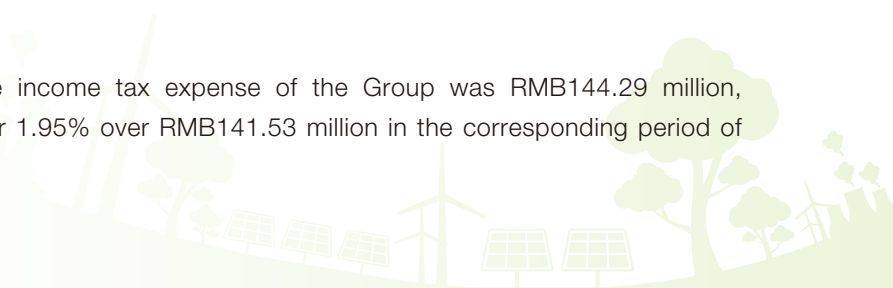 income tax expense of the Group was RMB144.29 million,
1.95% over RMB141.53 million in the corresponding period of